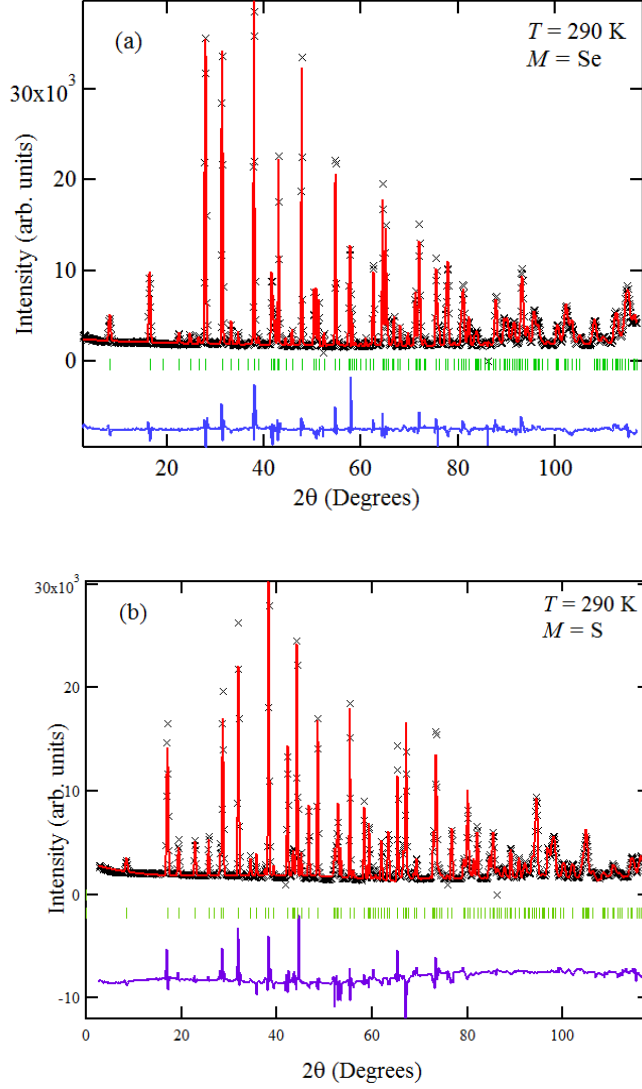 (a)
T = 290 K
M = Se
30x10³
20
10
0
Intensity (arb. units)
20 40 60 80 100
2θ (Degrees)
(b)
T = 290 K
M = S
30x10³
20
10
0
-10
Intensity (arb. units)
0 20 40 60 80 100
2θ (Degrees)